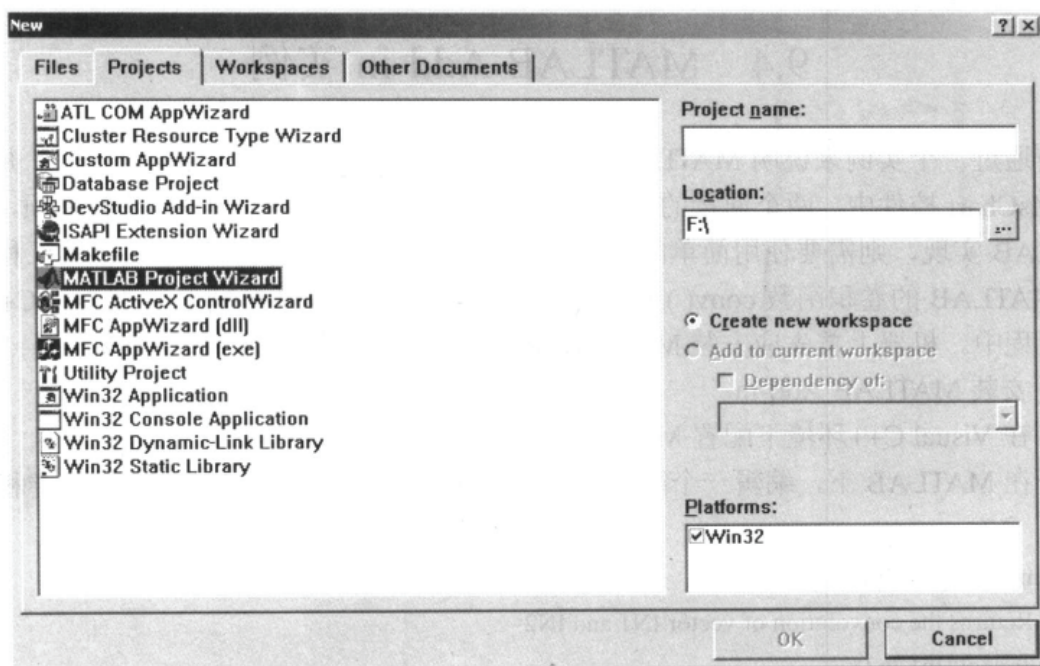 New
Files
Projects
Workspaces
Other Documents
ATL COM AppWizard
Cluster Resource Type Wizard
Custom AppWizard
Database Project
DevStudio Add-in Wizard
ISAPI Extension Wizard
Makefile
MATLAB Project Wizard
MFC ActiveX ControlWizard
MFC AppWizard (dll)
MFC AppWizard (exe)
Utility Project
Win32 Application
Win32 Console Application
Win32 Dynamic-Link Library
Win32 Static Library
Project name:
Location:
F:\
...
Create new workspace
Add to current workspace
Dependency of:
Platforms:
Win32
OK
Cancel